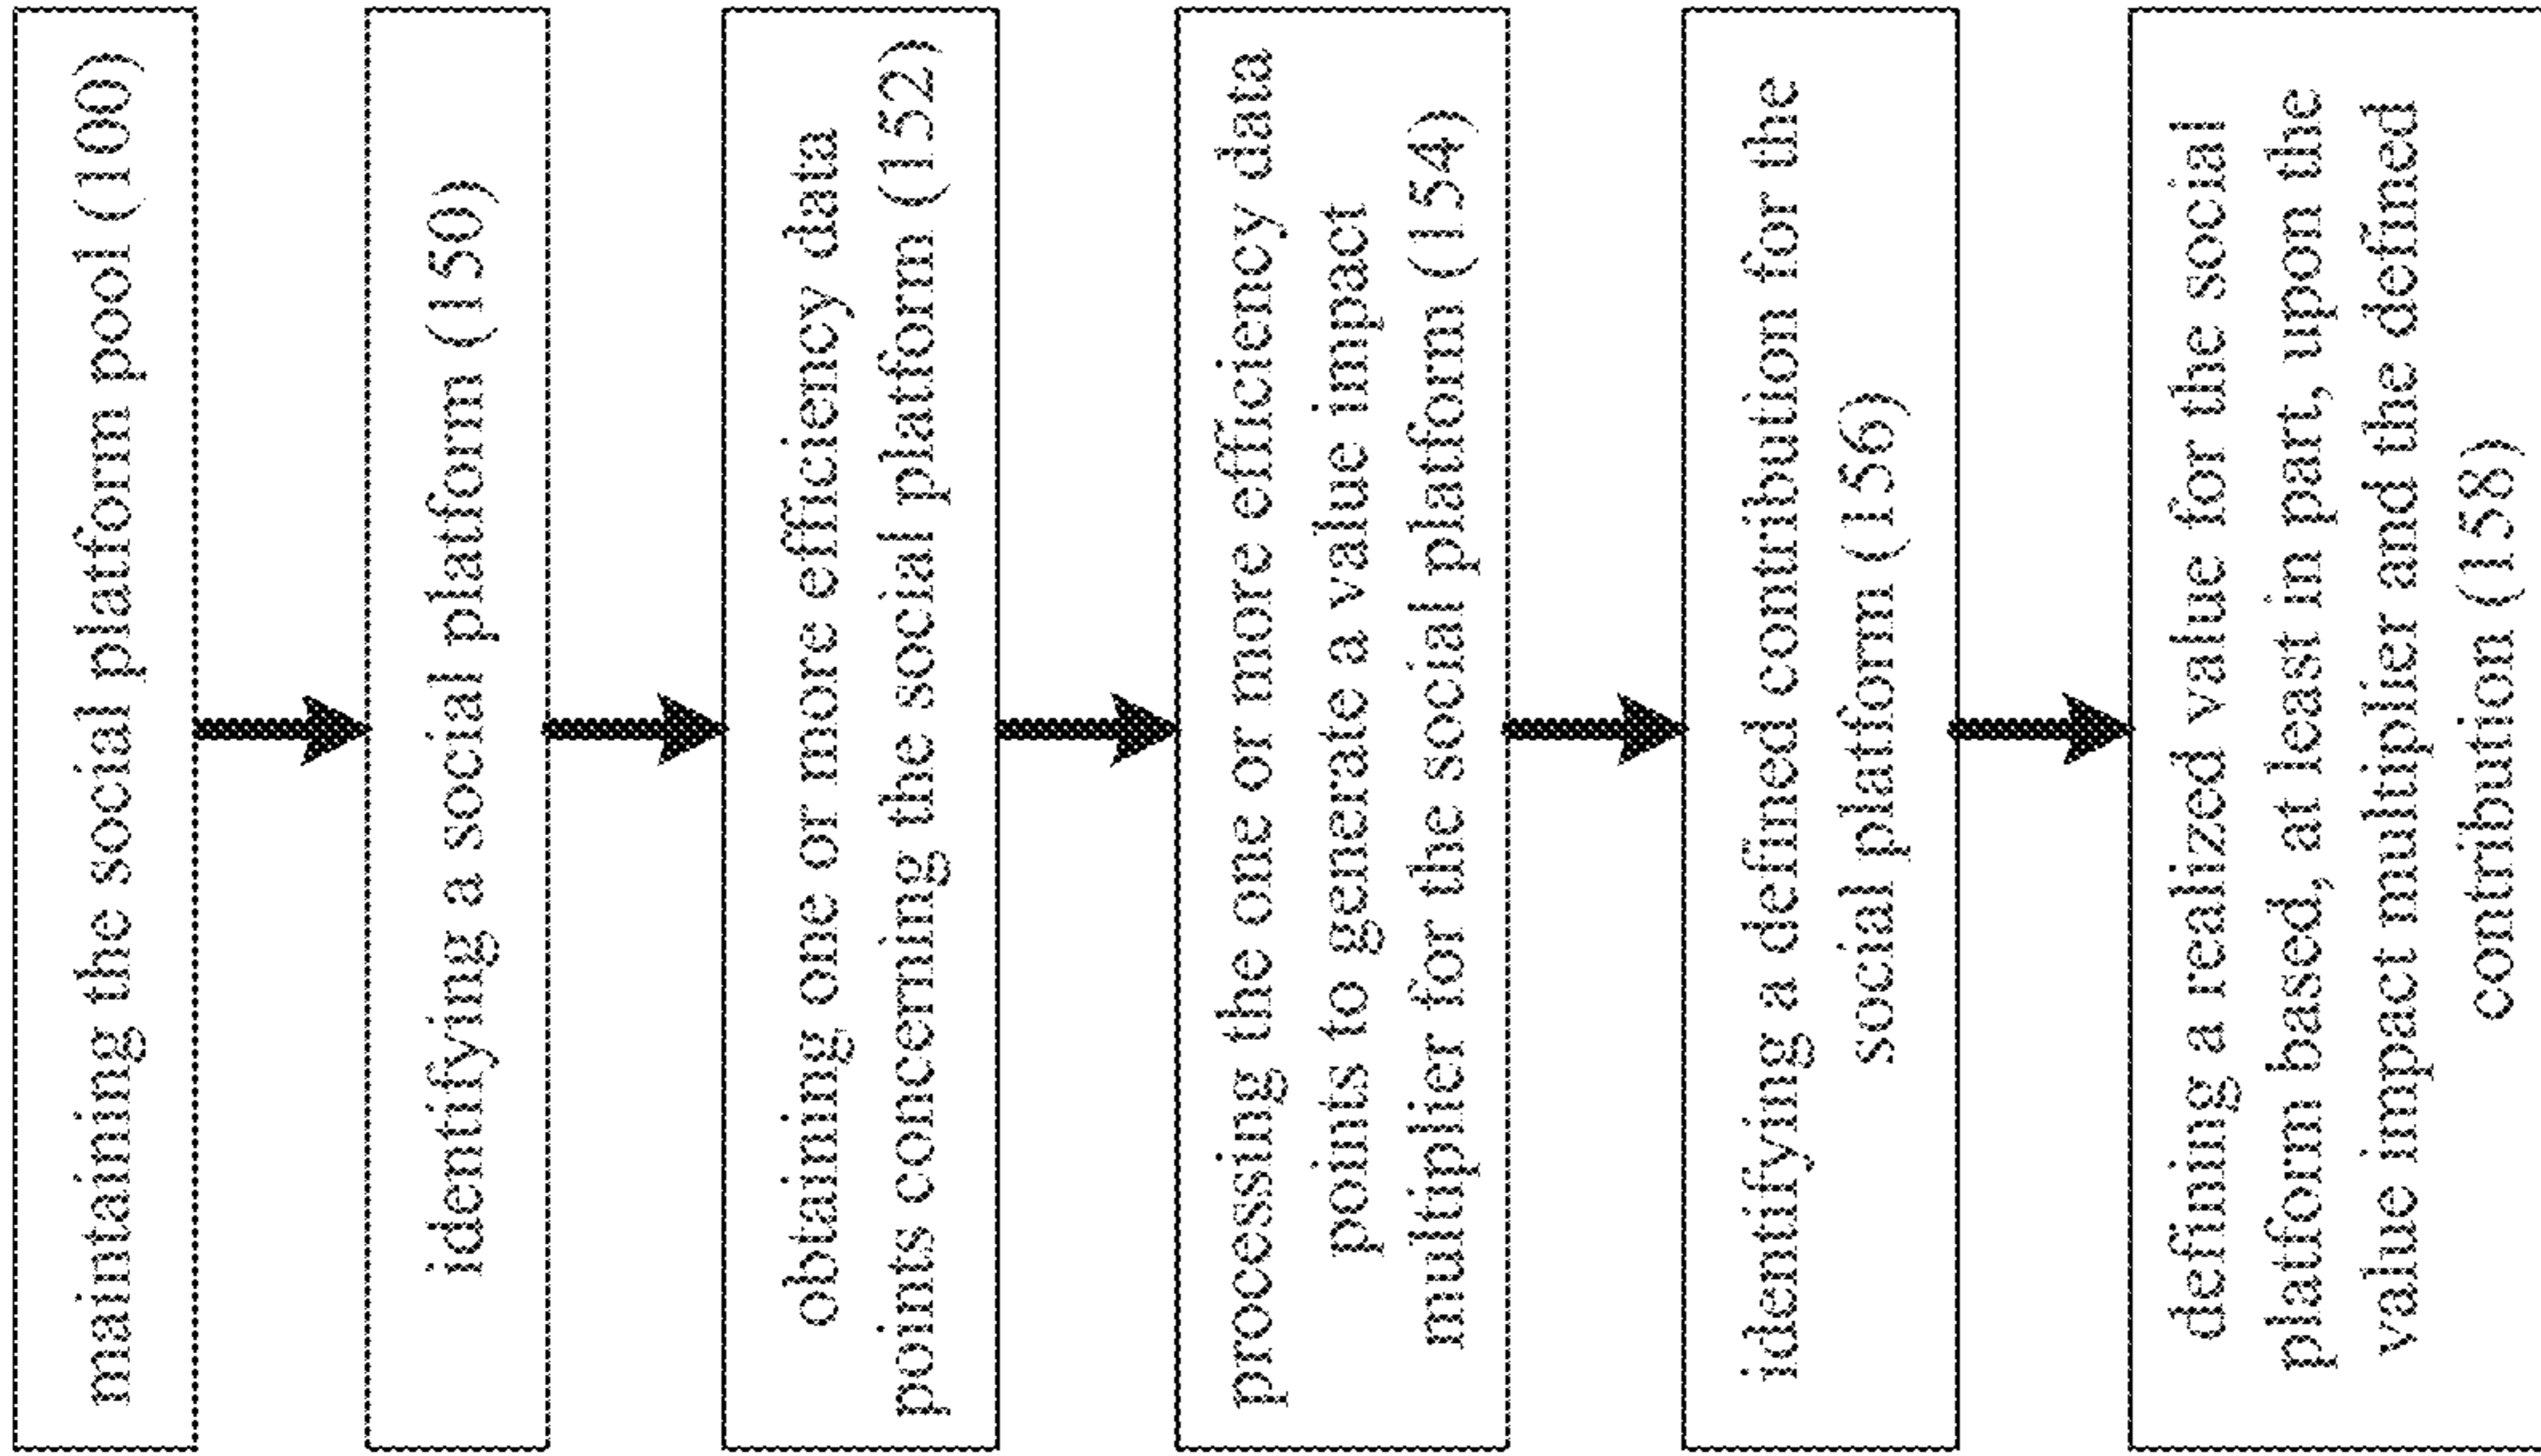 maintaining the social platform pool (100)
identifying a social platform (150)
obtaining one or more efficiency data
points concerning the social platform (152)
processing the one or more efficiency data
points to generate a value impact
multiplier for the social platform (154)
identifying a defined contribution for the
social platform (156)
defining a realized value for the social
platform based, at least in part, upon the
value impact multiplier and the defined
contribution (158)